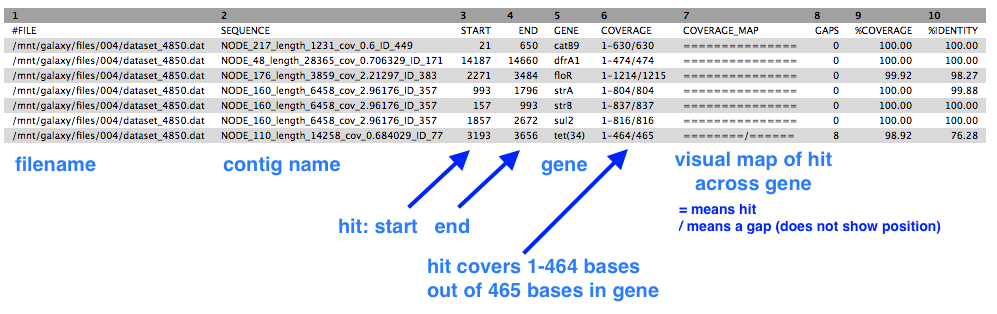 1 2 3 4 5 6 7 8 9 10
#FILE SEQUENCE START END GENE COVERAGE COVERAGE_MAP GAPS %COVERAGE %IDENTITY
/mnt/galaxy/files/004/dataset_4850.dat NODE_217_length_1231_cov_0.6_ID_449 21 650 catB9 1-630/630 =============== 0 100.00 100.00
/mnt/galaxy/files/004/dataset_4850.dat NODE_48_length_28365_cov_0.706329_ID_171 14187 14660 dfrA1 1-474/474 =============== 0 100.00 100.00
/mnt/galaxy/files/004/dataset_4850.dat NODE_176_length_3859_cov_2.21297_ID_383 2271 3484 floR 1-1214/1215 =============== 0 99.92 98.27
/mnt/galaxy/files/004/dataset_4850.dat NODE_160_length_6458_cov_2.96176_ID_357 993 1796 strA 1-804/804 =============== 0 100.00 99.88
/mnt/galaxy/files/004/dataset_4850.dat NODE_160_length_6458_cov_2.96176_ID_357 157 993 strB 1-837/837 =============== 0 100.00 100.00
/mnt/galaxy/files/004/dataset_4850.dat NODE_160_length_6458_cov_2.96176_ID_357 1857 2672 sul2 1-816/816 =============== 0 100.00 100.00
/mnt/galaxy/files/004/dataset_4850.dat NODE_110_length_14258_cov_0.684029_ID_77 3193 3656 tet(34) 1-464/465 ========/====== 8 98.92 76.28
filename contig name gene visual map of hit
across gene
= means hit
/ means a gap (does not show position)
hit: start end
hit covers 1-464 bases
out of 465 bases in gene